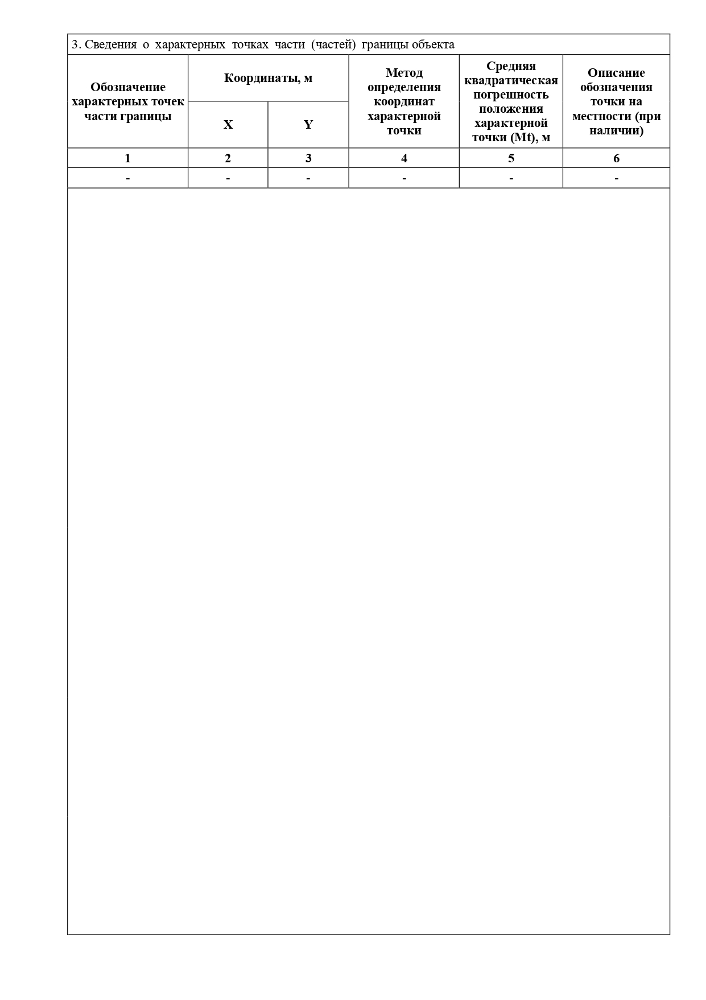 3. Сведения о характерных точках части (частей) границы объекта
Обозначение
характерных точек
части границы
Координаты, м
X
Y
Метод
определения
координат
характерной
точки
Средняя
квадратическая
погрешность
положения
характерной
точки (Mt), м
Описание
обозначения
точки на
местности (при
наличии)
1 2 3 4 5 6
- - - - - -